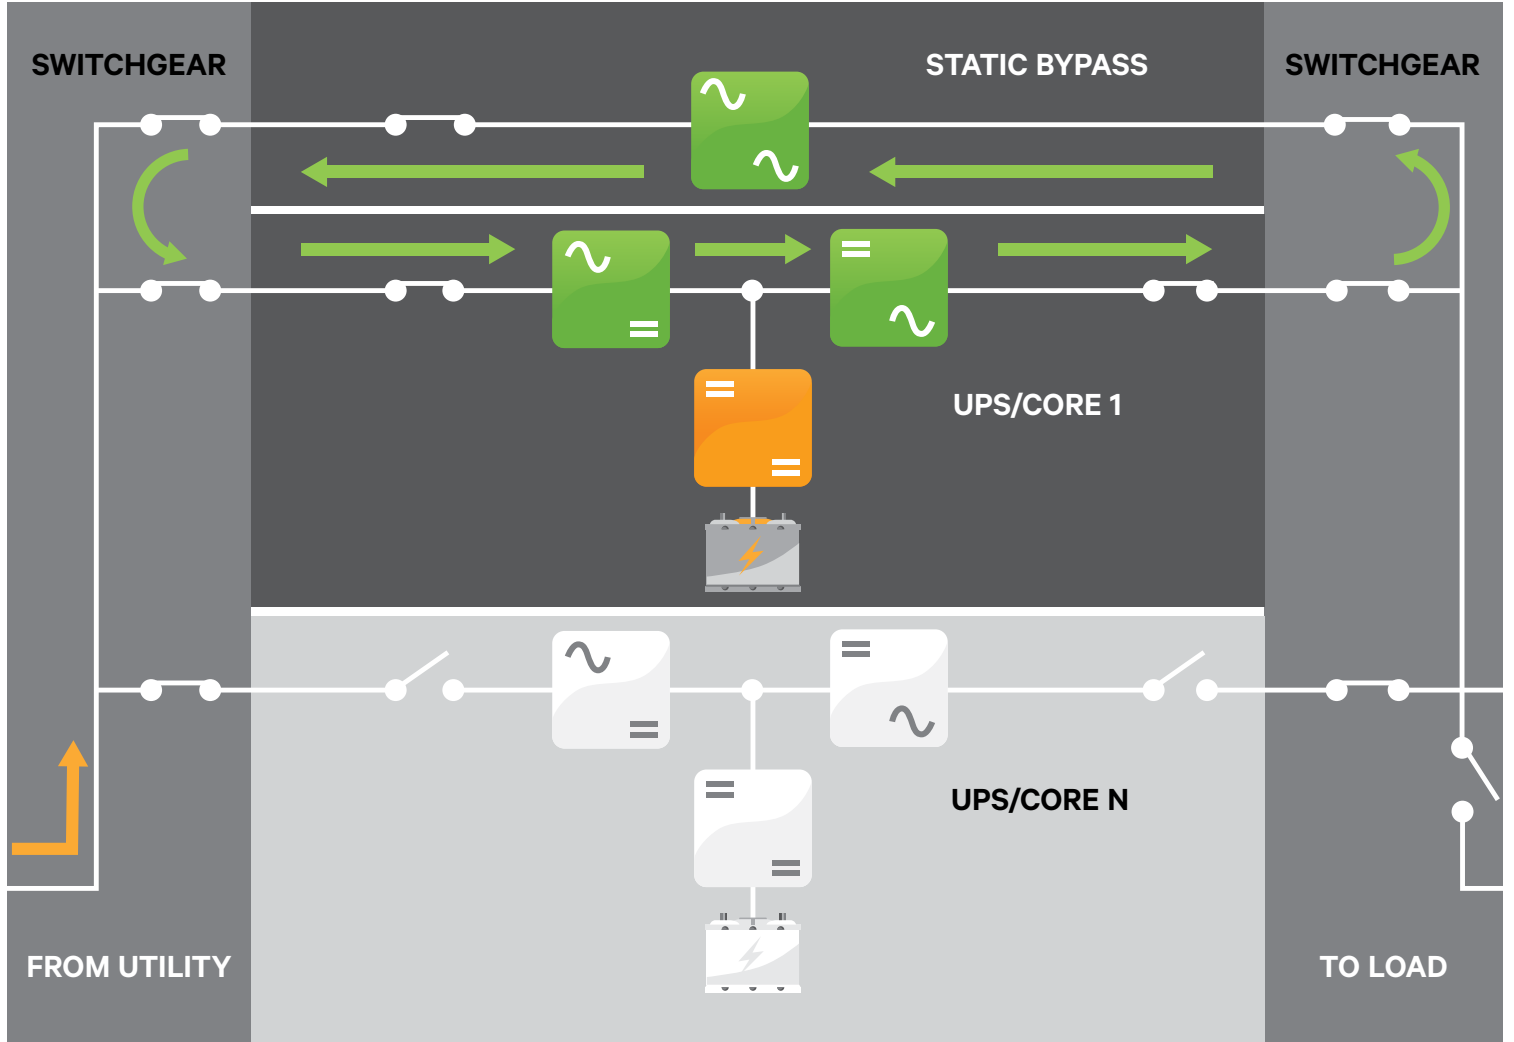 SWITCHGEAR
STATIC BYPASS
SWITCHGEAR
UPS/CORE 1
UPS/CORE N
FROM UTILITY
TO LOAD